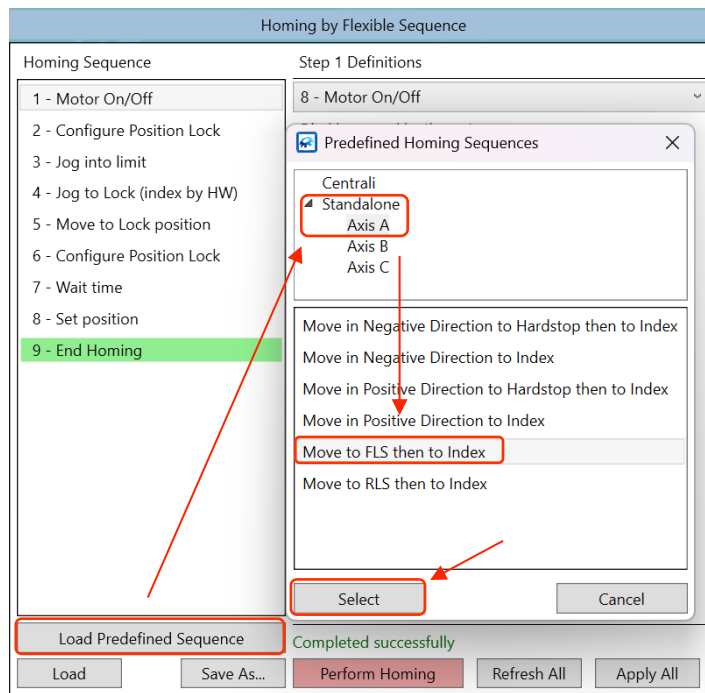 Homing by Flexible Sequence
Homing Sequence
1 - Motor On/Off
2 - Configure Position Lock
3 - Jog into limit
4 - Jog to Lock (index by HW)
5 - Move to Lock position
6 - Configure Position Lock
7 - Wait time
8 - Set position
9 - End Homing
Load Predefined Sequence
Load
Save As...
Step 1 Definitions
8 - Motor On/Off
Predefined Homing Sequences
Centrali
Standalone
Axis A
Axis B
Axis C
Move in Negative Direction to Hardstop then to Index
Move in Negative Direction to Index
Move in Positive Direction to Hardstop then to Index
Move in Positive Direction to Index
Move to FLS then to Index
Move to RLS then to Index
Select
Cancel
Completed successfully
Perform Homing
Refresh All
Apply All